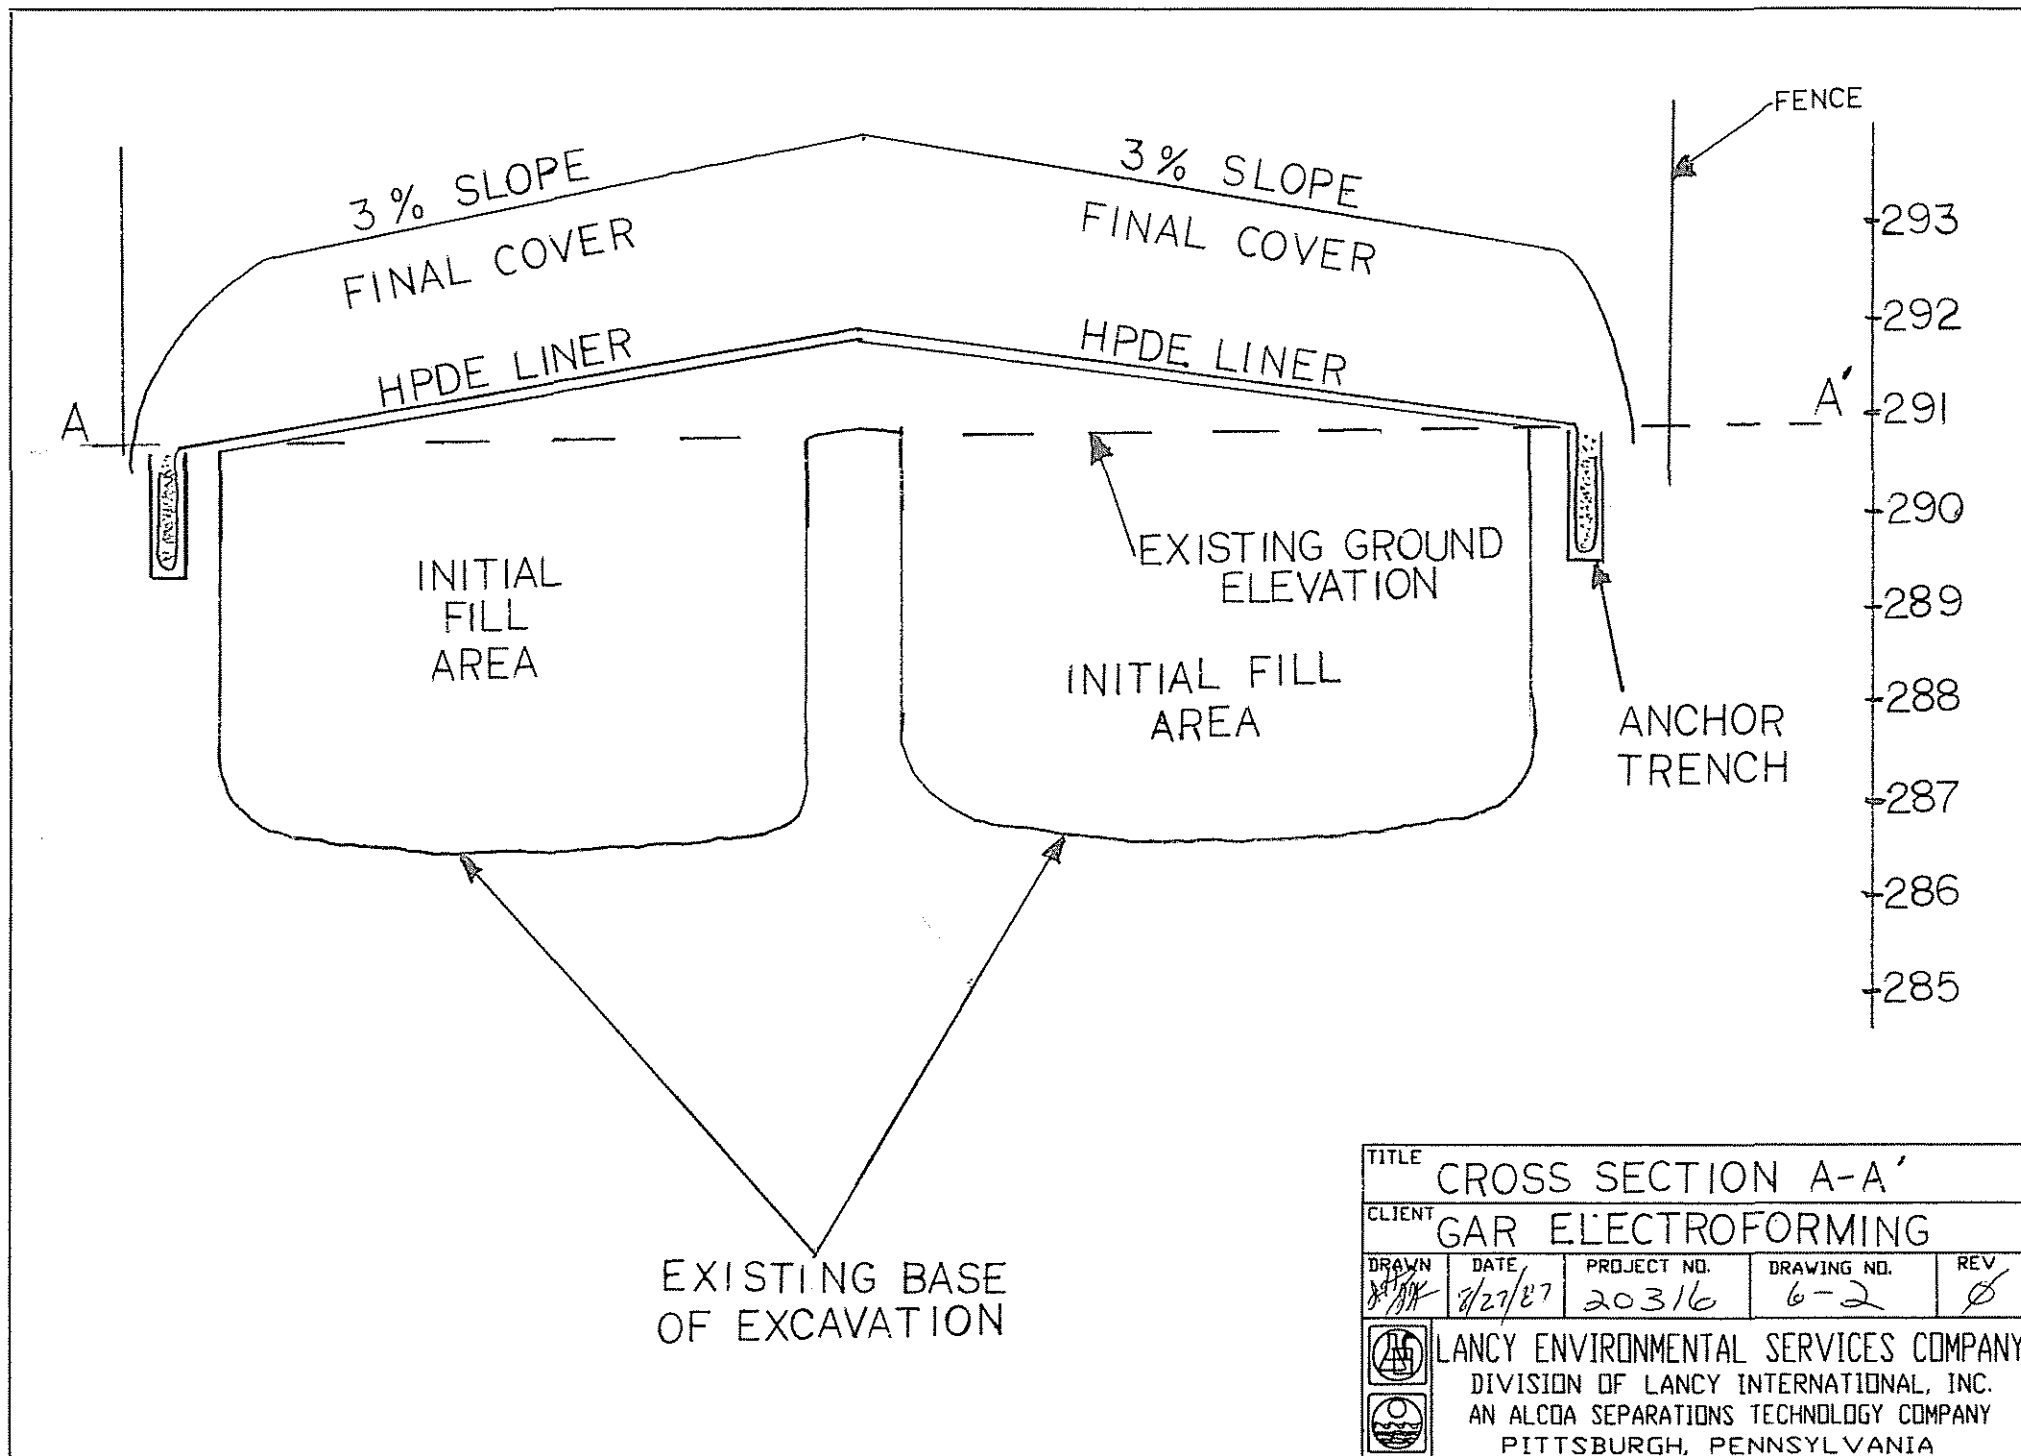 FENCE
3% SLOPE
3% SLOPE
FINAL COVER
FINAL COVER
HPDE LINER
HPDE LINER
A
A'
293
292
291
290
289
288
287
286
285
EXISTING GROUND
ELEVATION
INITIAL
FILL
AREA
INITIAL FILL
AREA
ANCHOR
TRENCH
EXISTING BASE
OF EXCAVATION
TITLE
CROSS SECTION A-A'
CLIENT
GAR ELECTROFORMING
DRAWN
DATE
PROJECT NO.
20316
DRAWING NO.
6-2
REV
0
LANCY ENVIRONMENTAL SERVICES COMPANY
DIVISION OF LANCY INTERNATIONAL, INC.
AN ALCOA SEPARATIONS TECHNOLOGY COMPANY
PITTSBURGH, PENNSYLVANIA